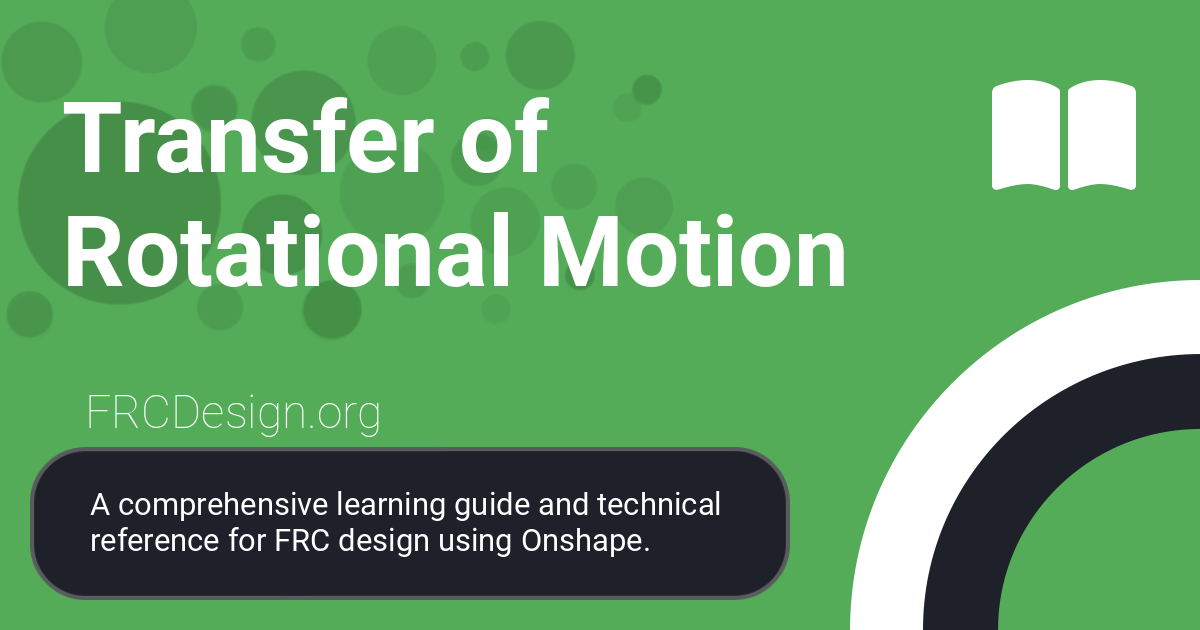 Transfer of
Rotational Motion
FRCDesign.org
A comprehensive learning guide and technical
reference for FRC design using Onshape.